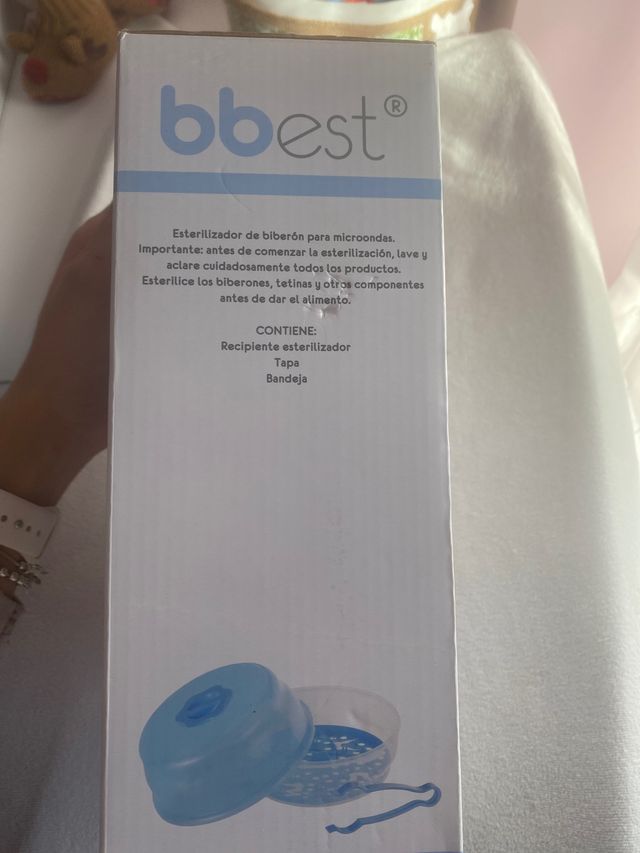 bbest®
Esterilizador de biberón para microondas.
Importante: antes de comenzar la esterilización, lave y
aclare cuidadosamente todos los productos.
Esterilice los biberones, tetinas y otros componentes
antes de dar el alimento.
CONTIENE:
Recipiente esterilizador
Tapa
Bandeja